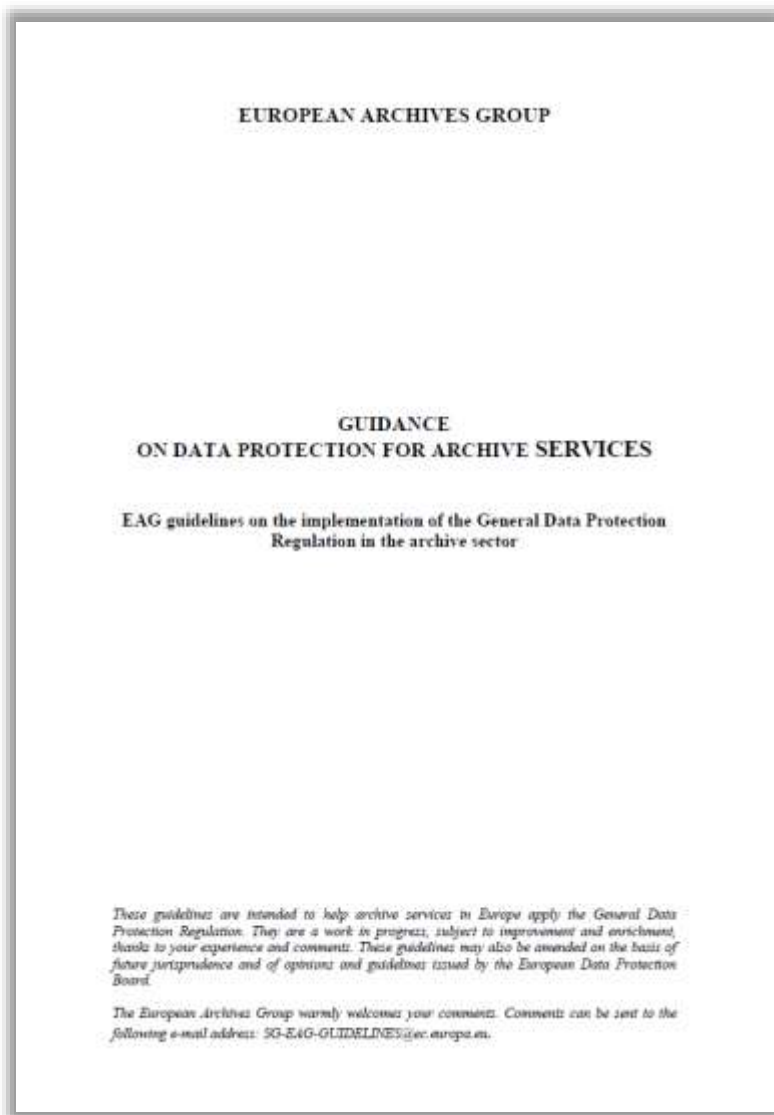 EUROPEAN ARCHIVES GROUP
GUIDANCE
ON DATA PROTECTION FOR ARCHIVE SERVICES
EAG guidelines on the implementation of the General Data Protection
Regulation in the archive sector
These guidelines are intended to help archive services in Europe apply the General Data
Protection Regulation. They are a work in progress, subject to improvement and enrichment,
thanks to your experience and comments. These guidelines may also be amended on the basis of
future jurisprudence and of opinions and guidelines issued by the European Data Protection
Board.
The European Archives Group warmly welcomes your comments. Comments can be sent to the
following e-mail address: SG-EAG-GUIDELINES@ec.europa.eu.